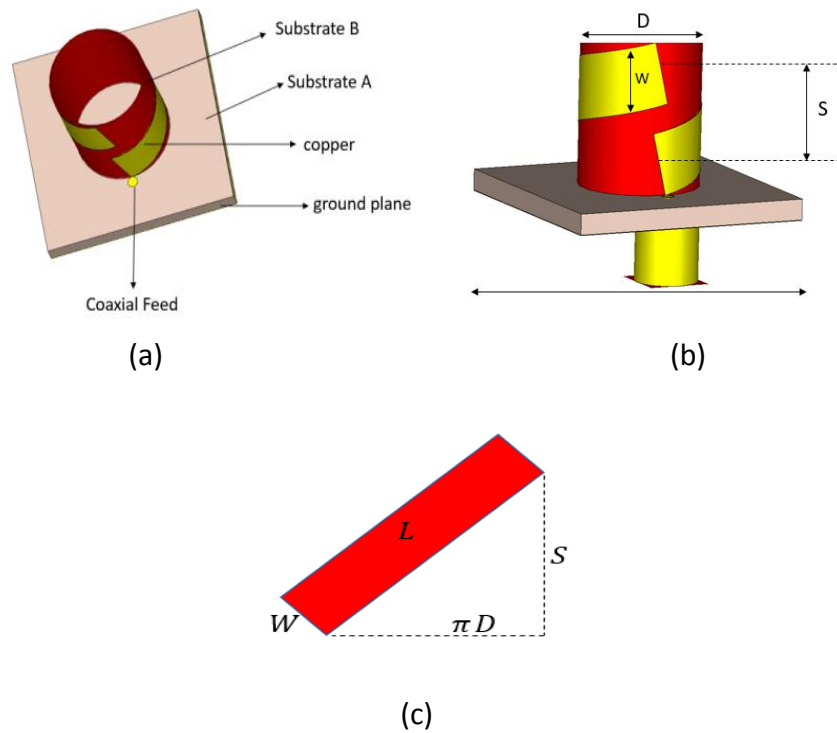 Substrate B
Substrate A
copper
ground plane
Coaxial Feed
(a)
D
W
S
(b)
L
S
W
π D
(c)